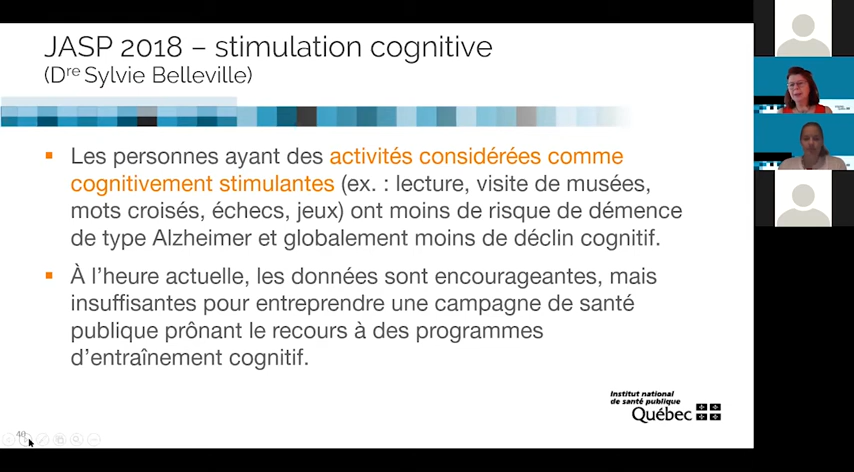 JASP 2018 – stimulation cognitive
(Dre Sylvie Belleville)
Les personnes ayant des activités considérées comme
cognitivement stimulantes (ex. : lecture, visite de musées,
mots croisés, échecs, jeux) ont moins de risque de démence
de type Alzheimer et globalement moins de déclin cognitif.
À l’heure actuelle, les données sont encourageantes, mais
insuffisantes pour entreprendre une campagne de santé
publique prônant le recours à des programmes
d’entraînement cognitif.
Institut national
de santé publique
Québec
40